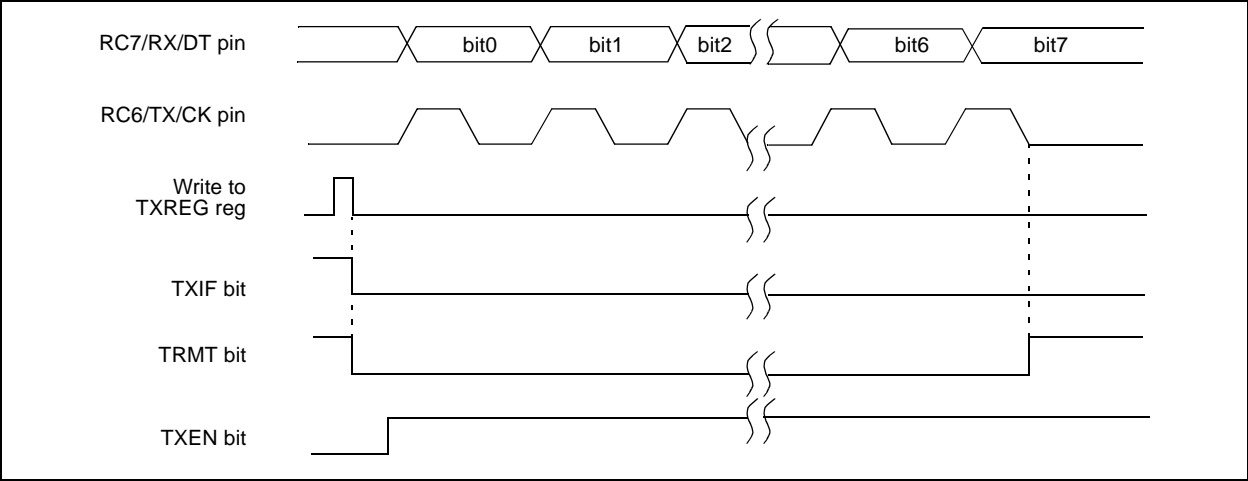 RC7/RX/DT pin
bit0 bit1 bit2 bit6 bit7
RC6/TX/CK pin
Write to
TXREG reg
TXIF bit
TRMT bit
TXEN bit